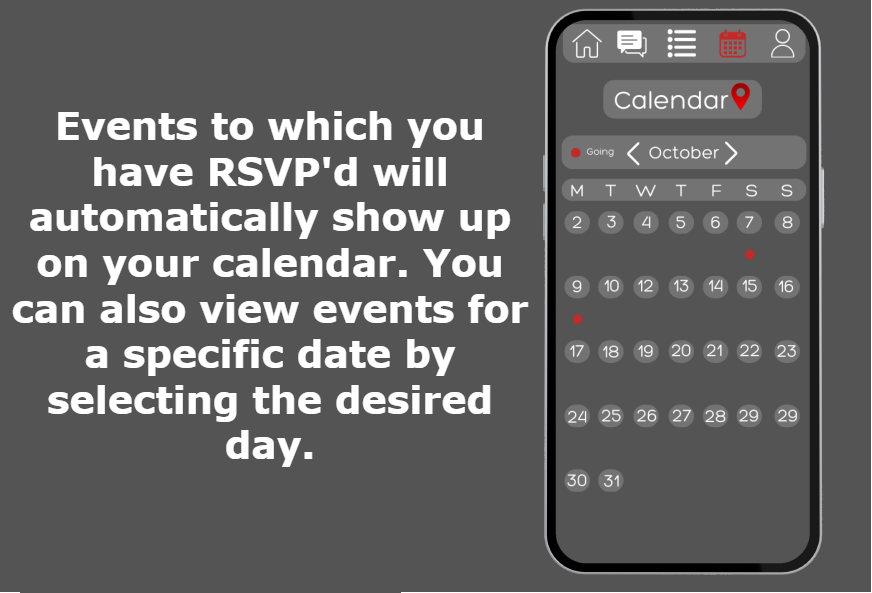 Events to which you
have RSVP'd will
automatically show up
on your calendar. You
can also view events for
a specific date by
selecting the desired
day.
Calendar
Going
October
M T W T F S S
2 3 4 5 6 7 8
9 10 12 13 14 15 16
17 18 19 20 21 22 23
24 25 26 27 28 29 29
30 31